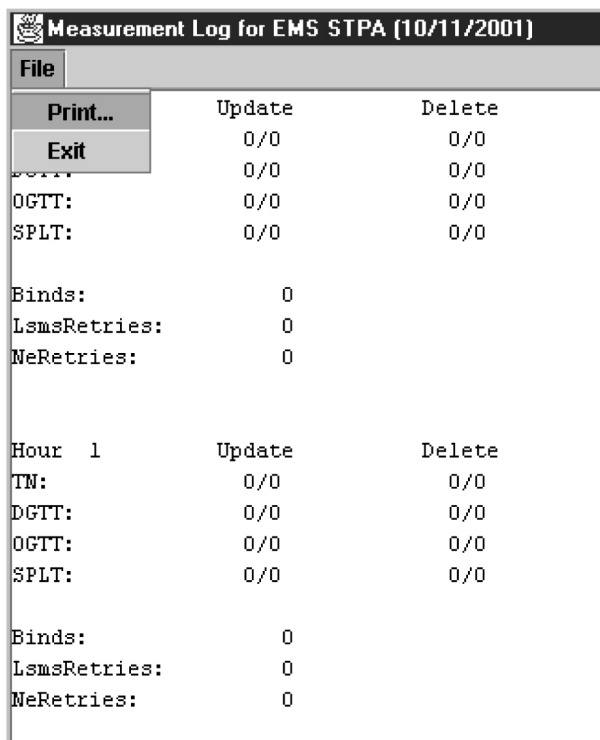 Measurement Log for EMS STPA (10/11/2001)
File
Print...
Exit
Update Delete
0/0 0/0
0/0 0/0
OGTT: 0/0 0/0
SPLT: 0/0 0/0
Binds: 0
LsmsRetries: 0
NeRetries: 0
Hour 1 Update Delete
TN: 0/0 0/0
DGTT: 0/0 0/0
OGTT: 0/0 0/0
SPLT: 0/0 0/0
Binds: 0
LsmsRetries: 0
NeRetries: 0